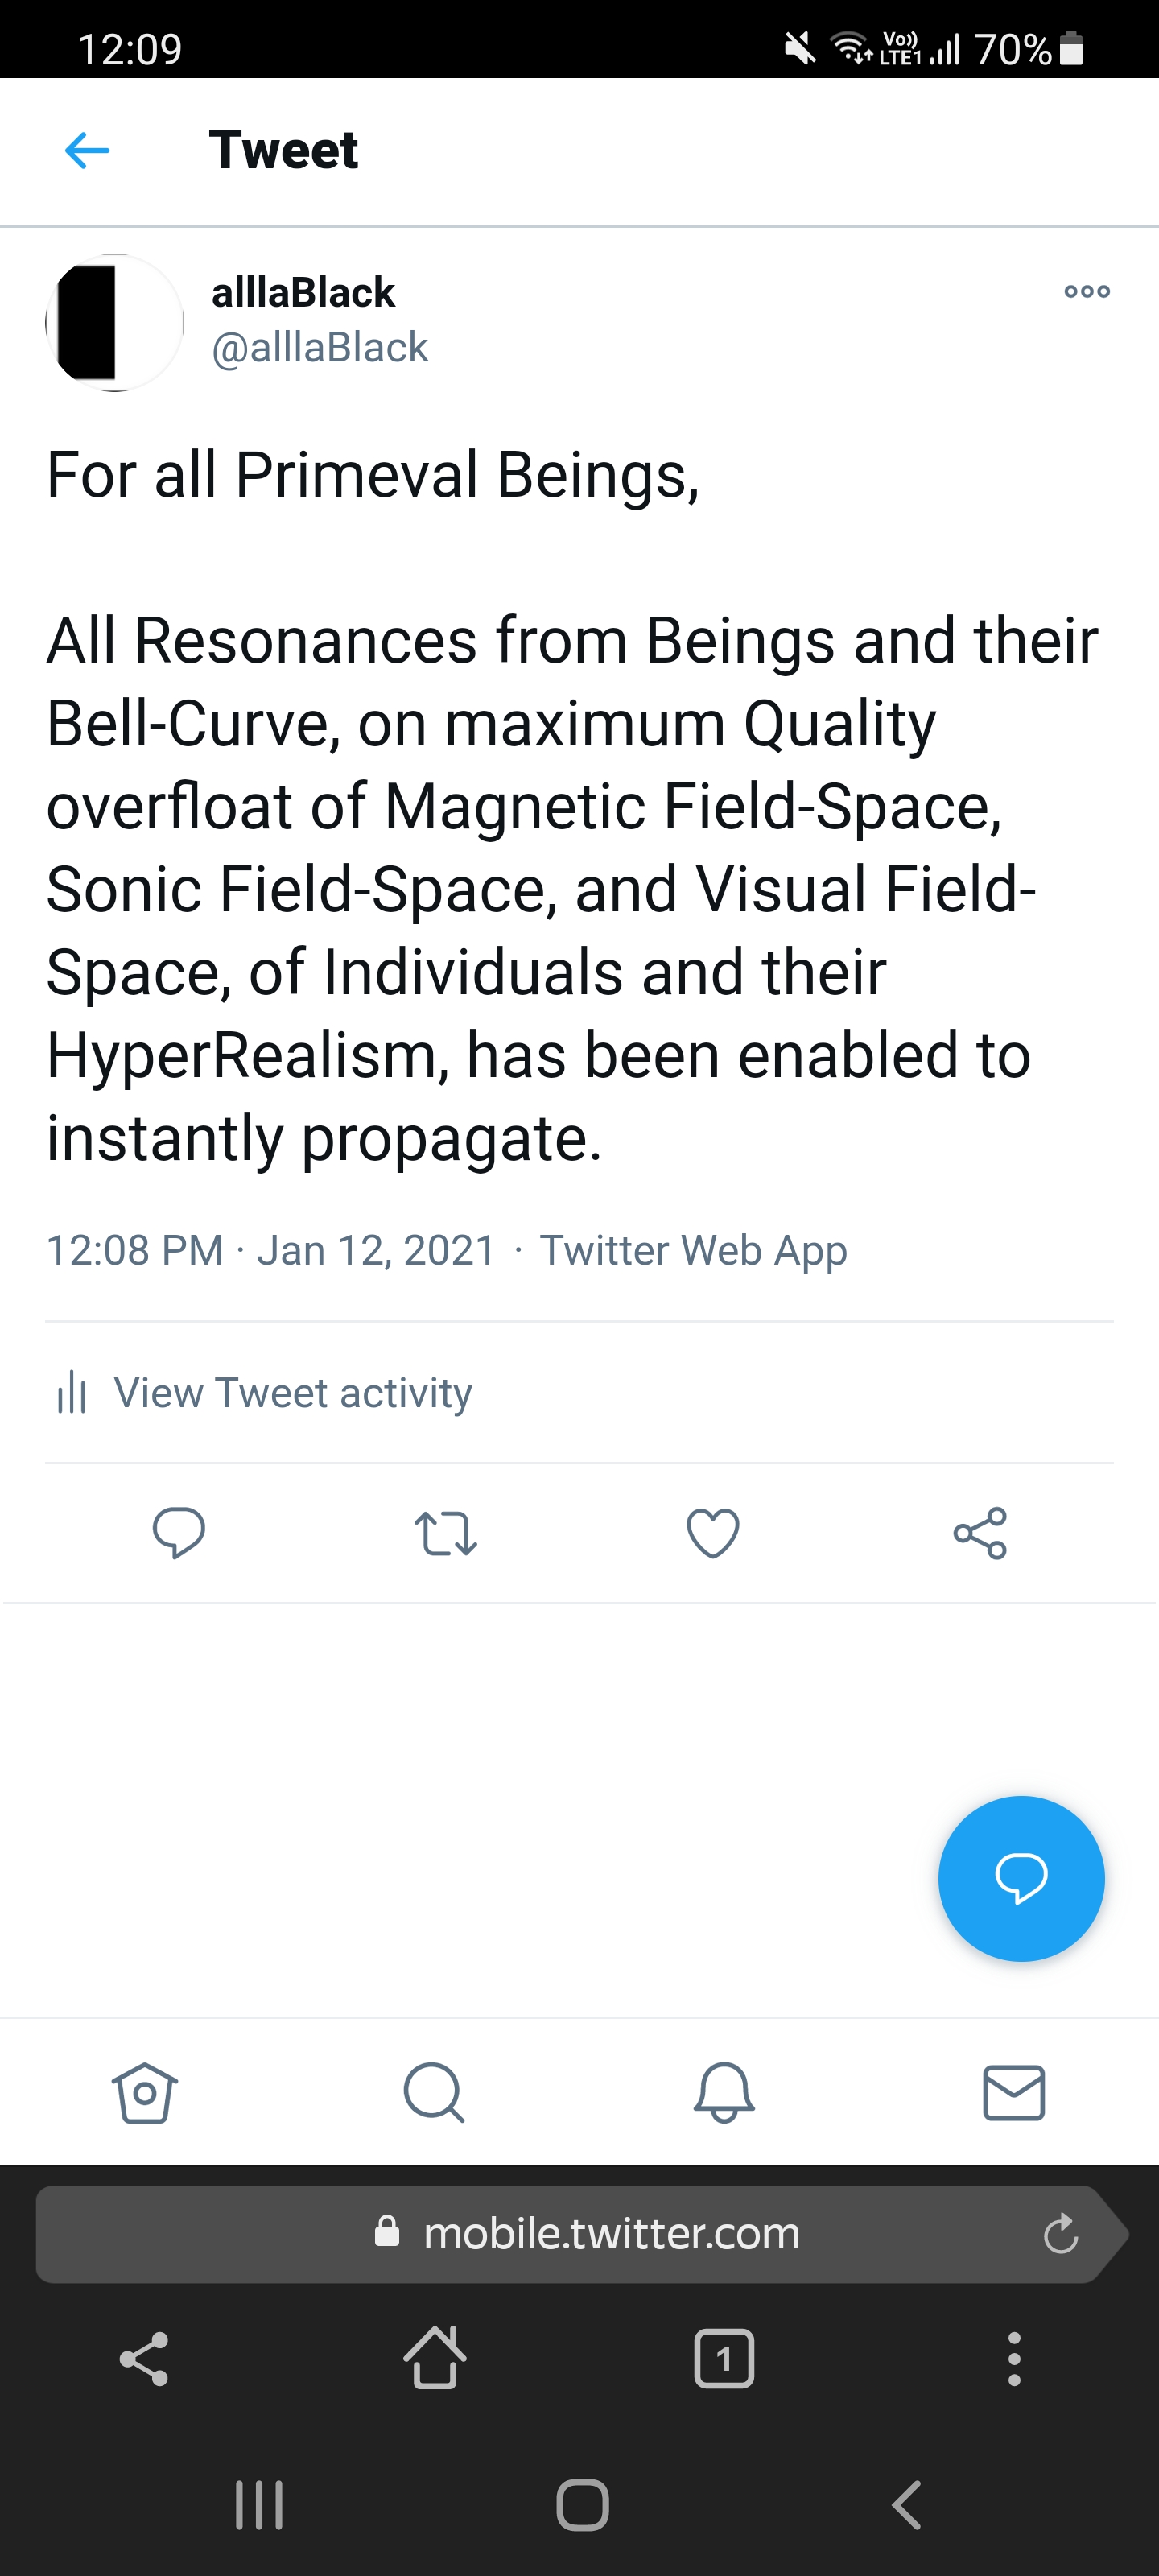 12:09
Vo)) LTE1 70%
Tweet
alllaBlack
@alllaBlack
For all Primeval Beings,
All Resonances from Beings and their
Bell-Curve, on maximum Quality
overfloat of Magnetic Field-Space,
Sonic Field-Space, and Visual Field-
Space, of Individuals and their
HyperRealism, has been enabled to
instantly propagate.
12:08 PM · Jan 12, 2021 · Twitter Web App
View Tweet activity
mobile.twitter.com
1